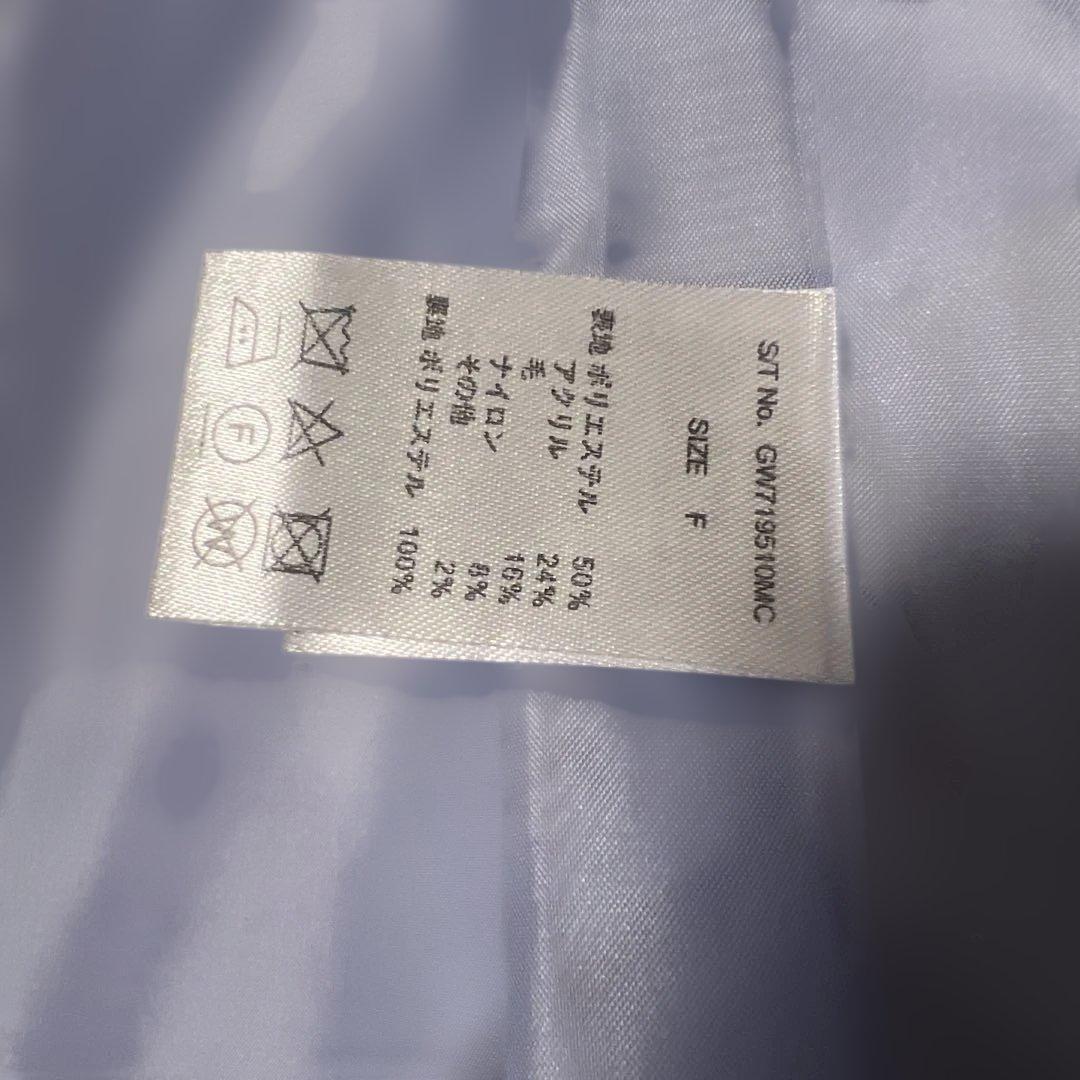 S/T No. GW719510MC
SIZE F
表地 ポリエステル 50%
アクリル 24%
毛 16%
ナイロン 8%
その他 2%
裏地 ポリエステル 100%
F
W